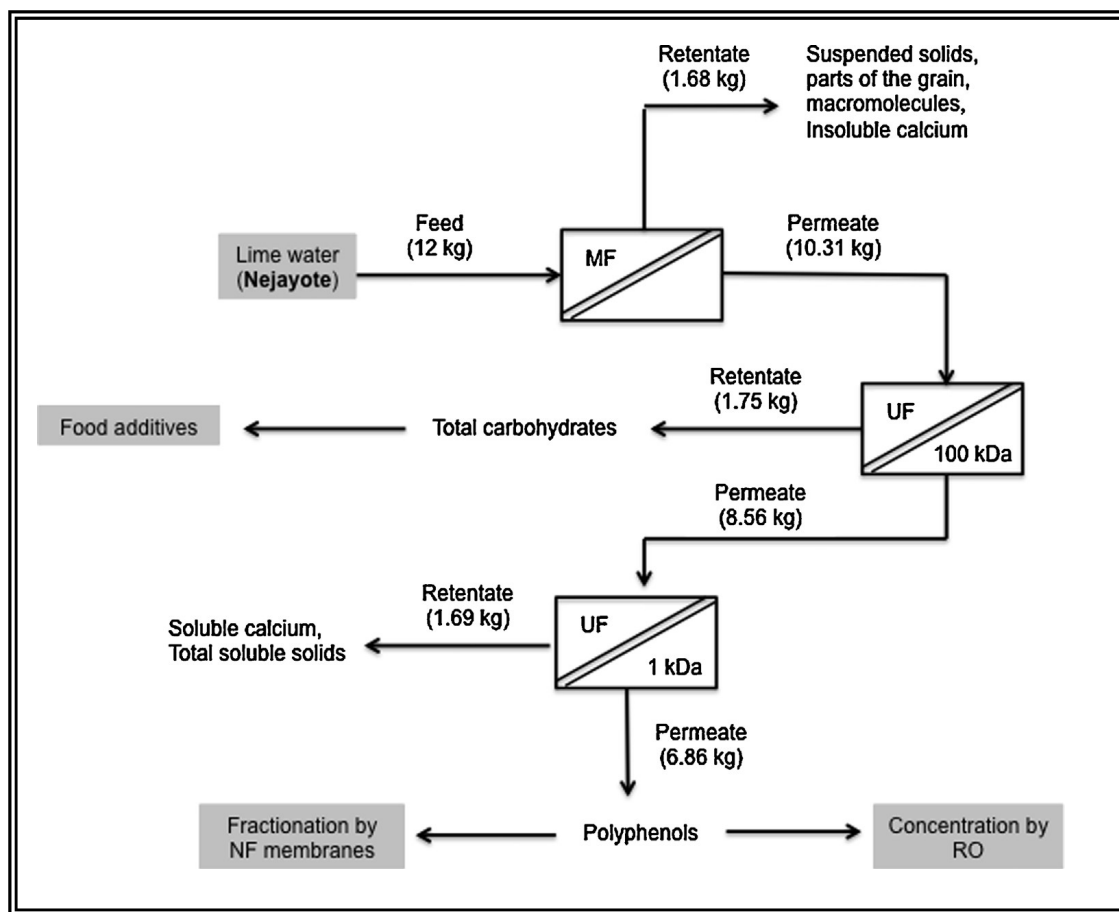 Retentate
(1.68 kg)
Suspended solids,
parts of the grain,
macromolecules,
Insoluble calcium
Lime water
(Nejayote)
Feed
(12 kg)
MF
Permeate
(10.31 kg)
Food additives
Total carbohydrates
Retentate
(1.75 kg)
UF
100 kDa
Permeate
(8.56 kg)
Soluble calcium,
Total soluble solids
Retentate
(1.69 kg)
UF
1 kDa
Permeate
(6.86 kg)
Fractionation by
NF membranes
Polyphenols
Concentration by
RO